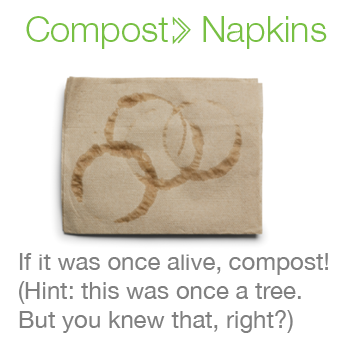 Compost» Napkins
If it was once alive, compost!
(Hint: this was once a tree.
But you knew that, right?)